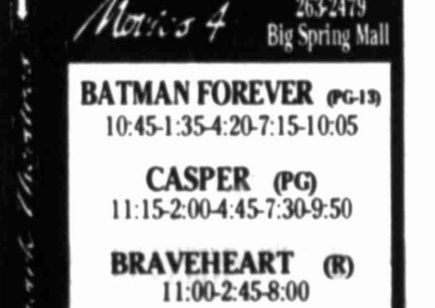 Movies 4
263-2479
Big Spring Mall
BATMAN FOREVER (PG-13)
10:45-1:35-4:20-7:15-10:05
CASPER (PG)
11:15-2:00-4:45-7:30-9:50
BRAVEHEART (R)
11:00-2:45-8:00